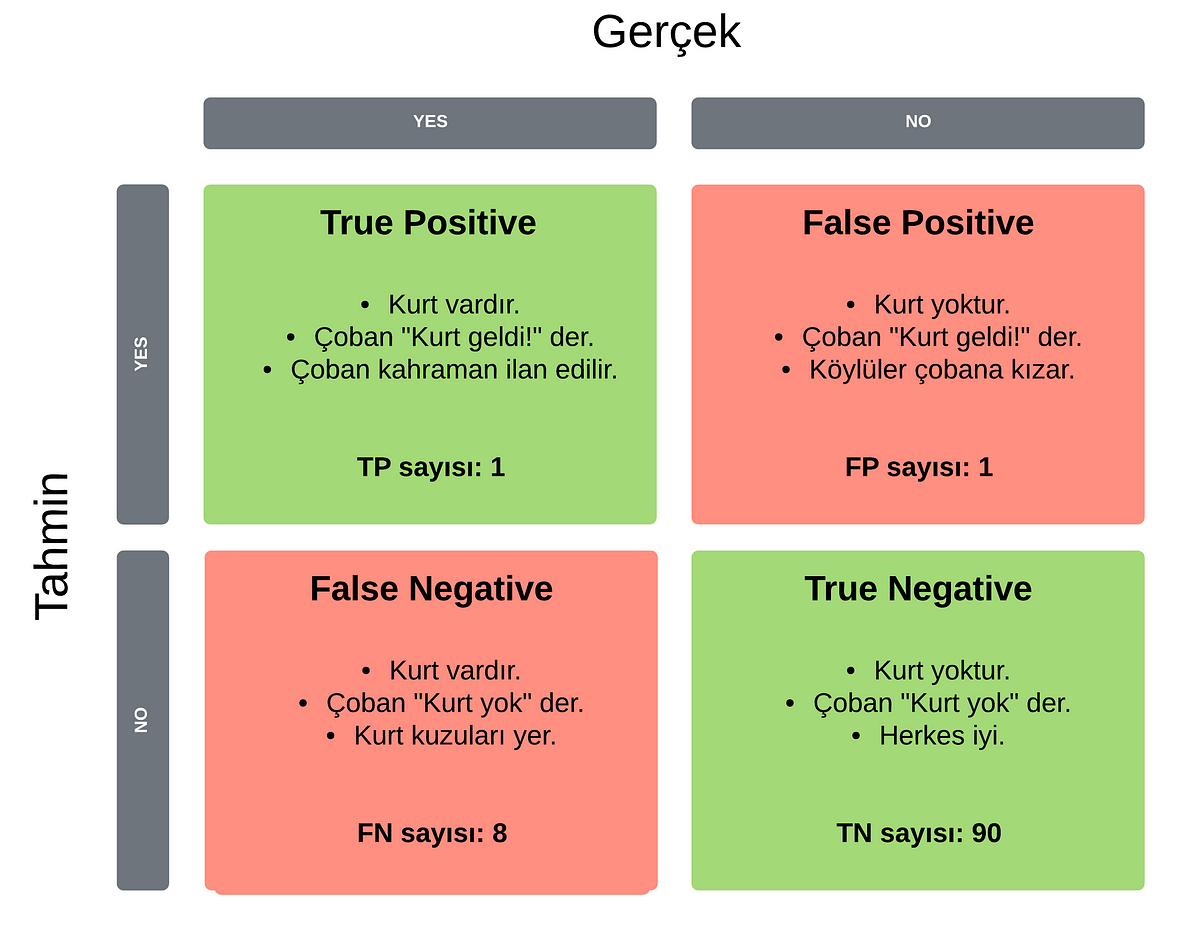 Gerçek
YES
NO
YES
True Positive
• Kurt vardır.
• Çoban "Kurt geldi!" der.
• Çoban kahraman ilan edilir.
TP sayısı: 1
False Positive
• Kurt yoktur.
• Çoban "Kurt geldi!" der.
• Köylüler çobana kızar.
FP sayısı: 1
Tahmin
NO
False Negative
• Kurt vardır.
• Çoban "Kurt yok" der.
• Kurt kuzuları yer.
FN sayısı: 8
True Negative
• Kurt yoktur.
• Çoban "Kurt yok" der.
• Herkes iyi.
TN sayısı: 90